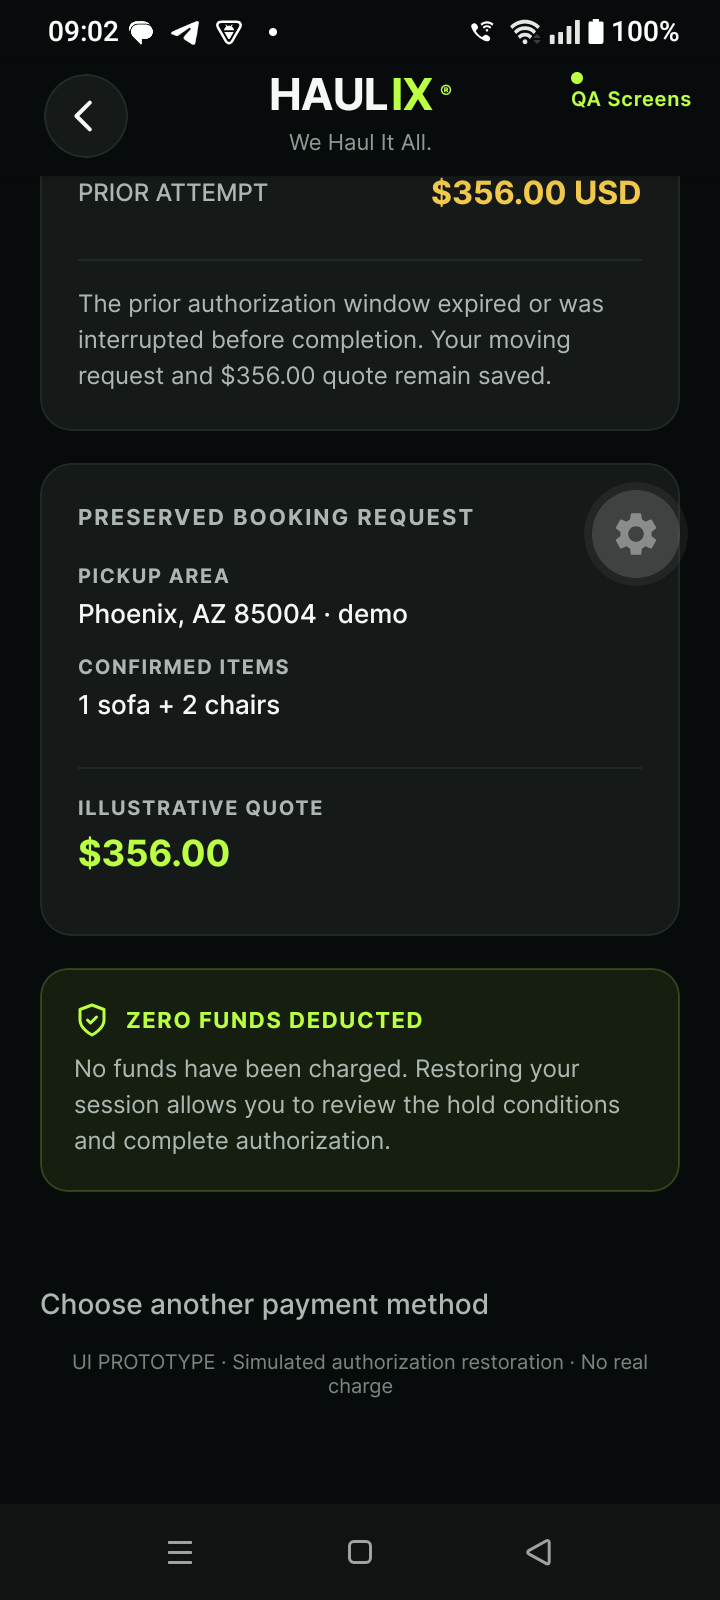 09:02
100%
HAULIX ®
QA Screens
We Haul It All.
PRIOR ATTEMPT
$356.00 USD
The prior authorization window expired or was
interrupted before completion. Your moving
request and $356.00 quote remain saved.
PRESERVED BOOKING REQUEST
PICKUP AREA
Phoenix, AZ 85004 · demo
CONFIRMED ITEMS
1 sofa + 2 chairs
ILLUSTRATIVE QUOTE
$356.00
ZERO FUNDS DEDUCTED
No funds have been charged. Restoring your
session allows you to review the hold conditions
and complete authorization.
Choose another payment method
UI PROTOTYPE · Simulated authorization restoration · No real
charge